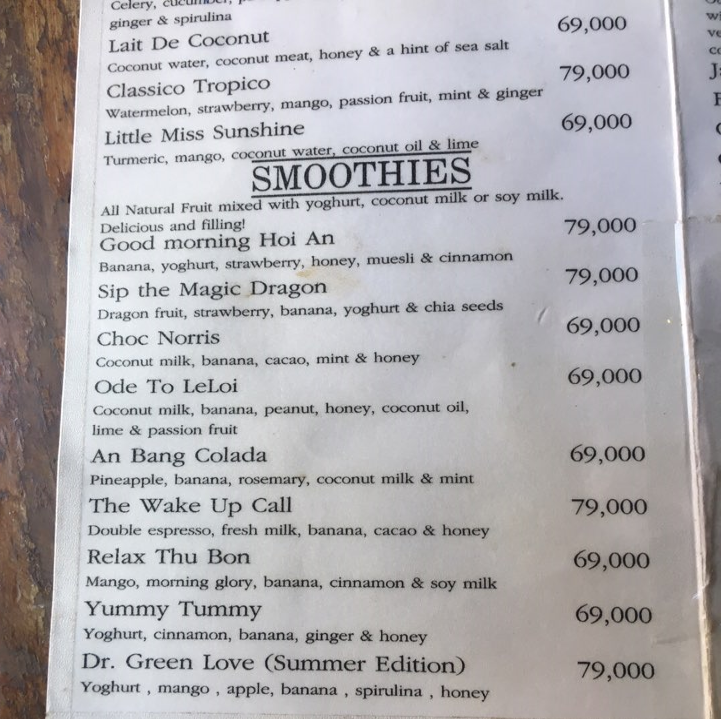 Celery,
ginger & spirulina
Lait De Coconut 69,000
Coconut water, coconut meat, honey & a hint of sea salt
Classico Tropico 79,000
Watermelon, strawberry, mango, passion fruit, mint & ginger
Little Miss Sunshine 69,000
Turmeric, mango, coconut water, coconut oil & lime
SMOOTHIES
All Natural Fruit mixed with yoghurt, coconut milk or soy milk.
Delicious and filling!
Good morning Hoi An 79,000
Banana, yoghurt, strawberry, honey, muesli & cinnamon
Sip the Magic Dragon 79,000
Dragon fruit, strawberry, banana, yoghurt & chia seeds
Choc Norris 69,000
Coconut milk, banana, cacao, mint & honey
Ode To LeLoi 69,000
Coconut milk, banana, peanut, honey, coconut oil,
lime & passion fruit
An Bang Colada 69,000
Pineapple, banana, rosemary, coconut milk & mint
The Wake Up Call 79,000
Double espresso, fresh milk, banana, cacao & honey
Relax Thu Bon 69,000
Mango, morning glory, banana, cinnamon & soy milk
Yummy Tummy 69,000
Yoghurt, cinnamon, banana, ginger & honey
Dr. Green Love (Summer Edition) 79,000
Yoghurt , mango , apple, banana , spirulina , honey